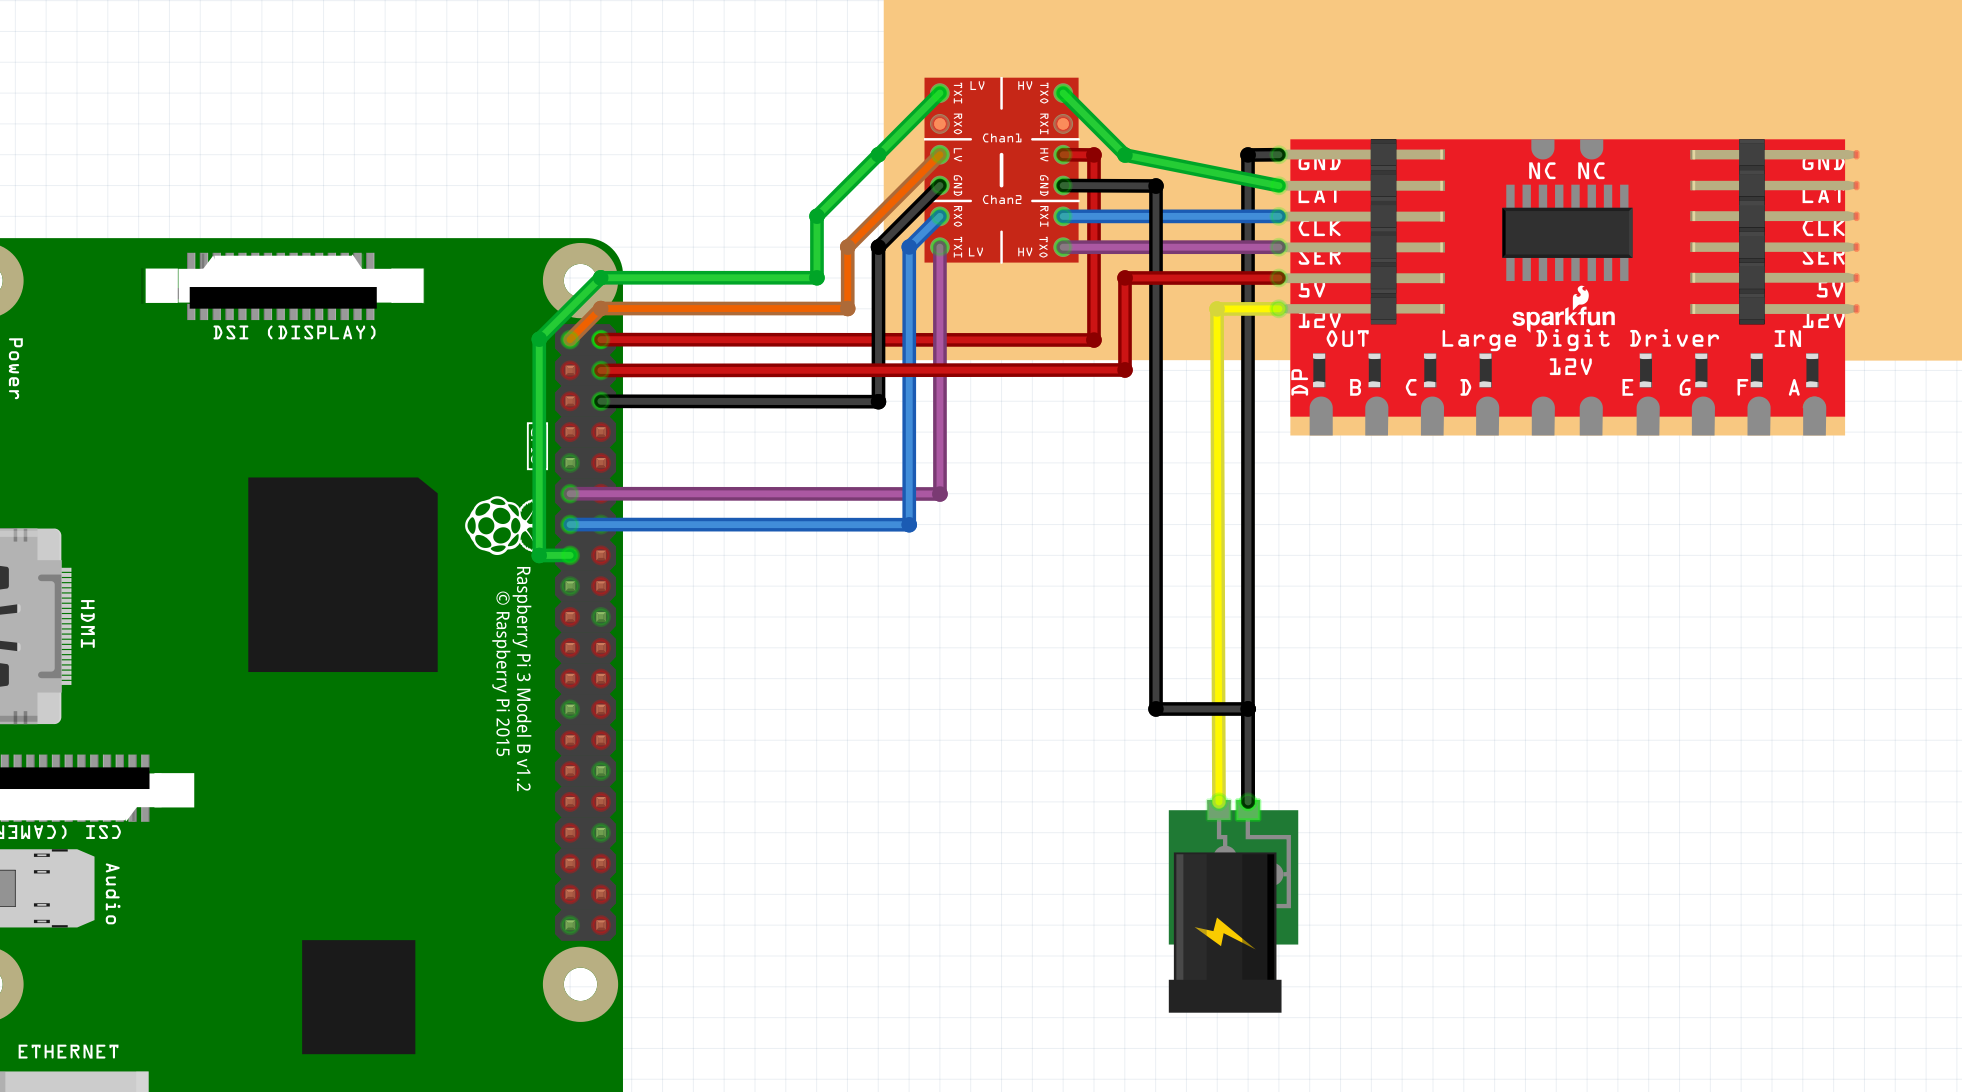 DSI (DISPLAY)
Power
HDMI
CSI (CAMER
Audio
ETHERNET
Raspberry Pi 3 Model B v1.2
© Raspberry Pi 2015
LV
HV
TXI
TXO
RXO
RXI
Chan1
LV
HV
GND
GND
Chan2
RXO
RXI
TXI
TXO
LV
HV
GND
LAT
CLK
SER
5V
12V
OUT
NC NC
sparkfun
Large Digit Driver
12V
GND
LAT
CLK
SER
5V
12V
IN
DP
B
C
D
E
G
F
A